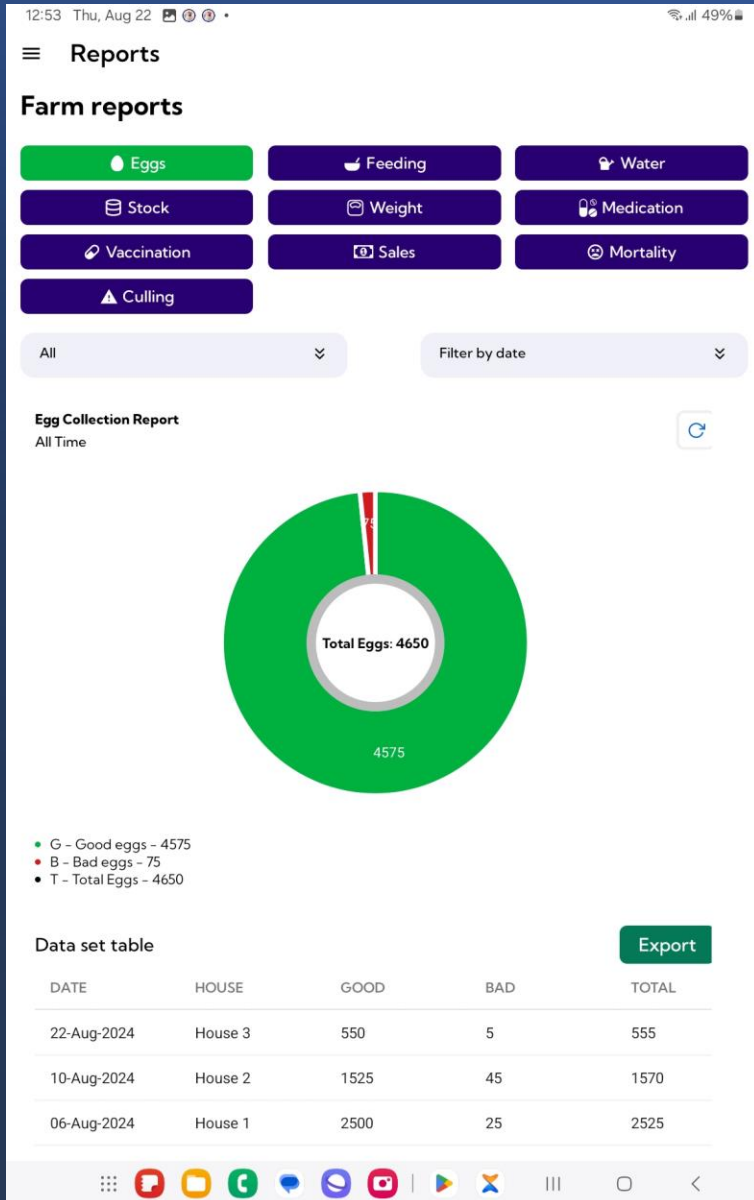 12:53 Thu, Aug 22
49%
Reports
Farm reports
Eggs Feeding Water
Stock Weight Medication
Vaccination Sales Mortality
Culling
All Filter by date
Egg Collection Report
All Time
75
Total Eggs: 4650
4575
G - Good eggs - 4575
B - Bad eggs - 75
T - Total Eggs - 4650
Data set table Export
DATE HOUSE GOOD BAD TOTAL
22-Aug-2024 House 3 550 5 555
10-Aug-2024 House 2 1525 45 1570
06-Aug-2024 House 1 2500 25 2525